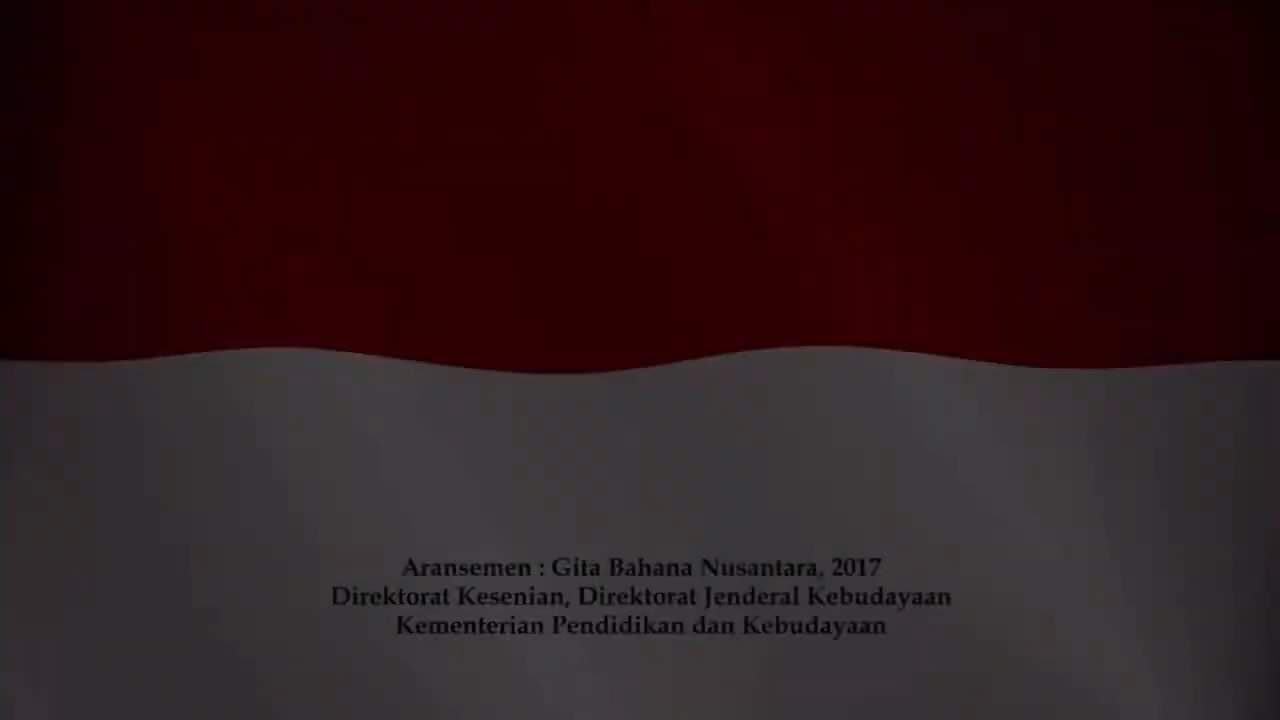 Aransemen : Gita Bahana Nusantara, 2017
Direktorat Kesenian, Direktorat Jenderal Kebudayaan
Kementerian Pendidikan dan Kebudayaan